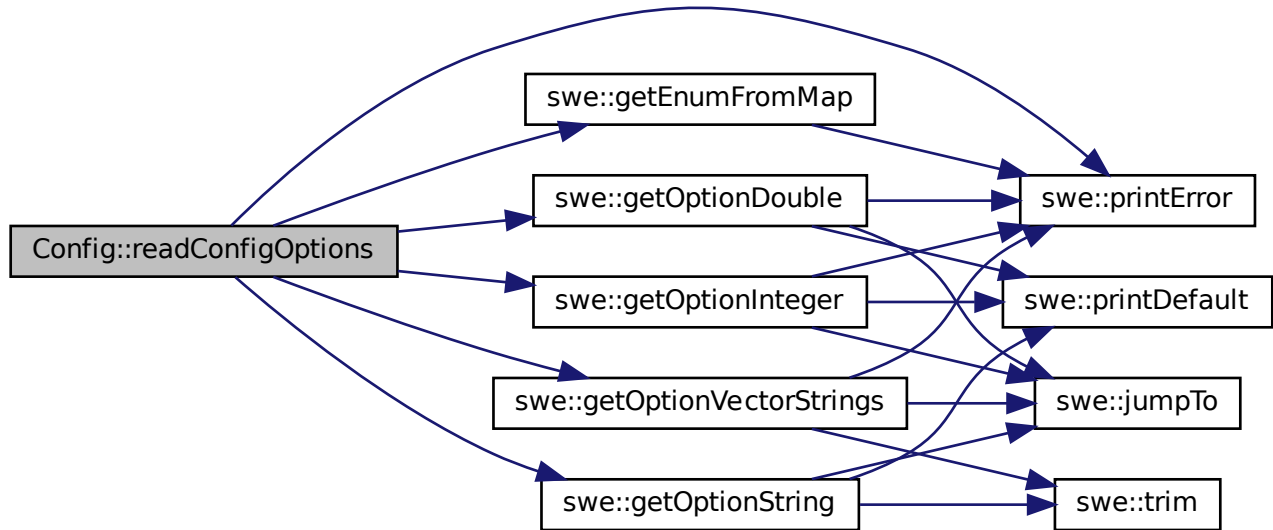 swe::getEnumFromMap
swe::getOptionDouble
swe::printError
Config::readConfigOptions
swe::getOptionInteger
swe::printDefault
swe::getOptionVectorStrings
swe::jumpTo
swe::getOptionString
swe::trim